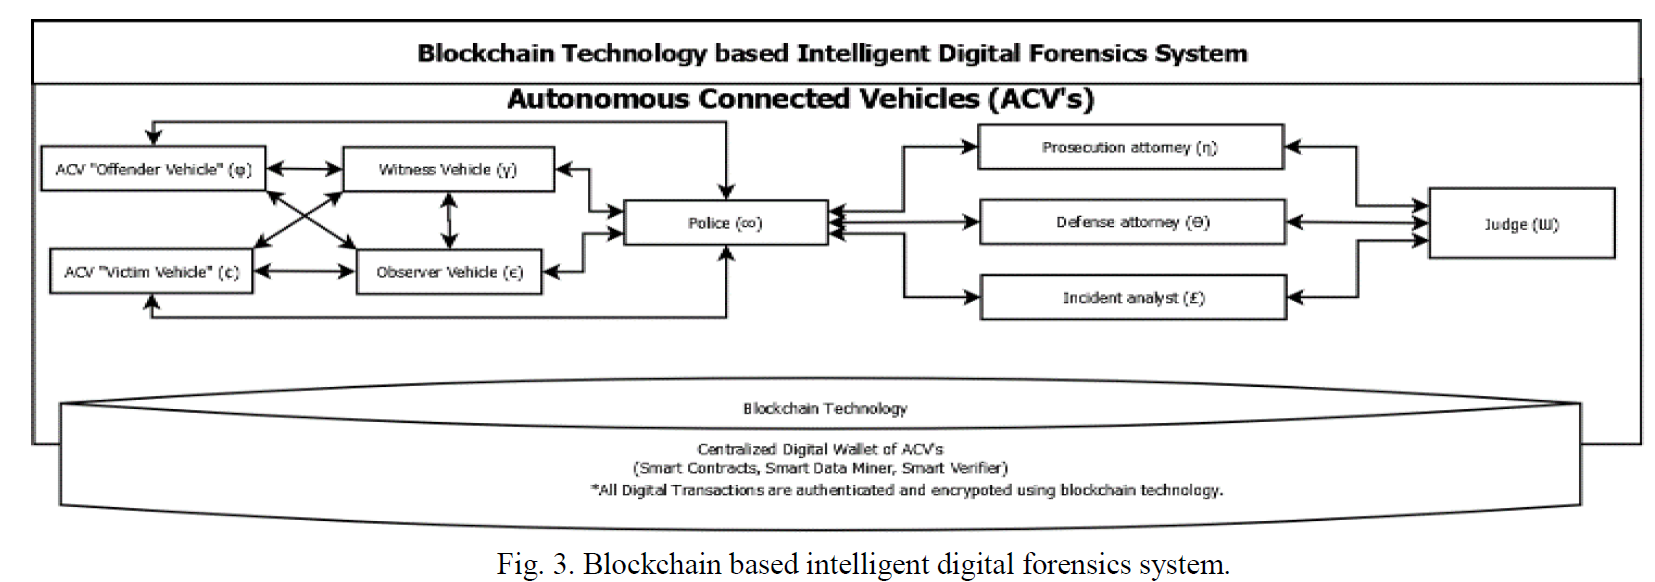 Blockchain Technology based Intelligent Digital Forensics System
Autonomous Connected Vehicles (ACV's)
ACV "Offender Vehicle" (φ)
Witness Vehicle (γ)
Police (∞)
Prosecution attorney (η)
Defense attorney (Θ)
Judge (Ш)
ACV "Victim Vehicle" (¢)
Observer Vehicle (ϵ)
Incident analyst (£)
Blockchain Technology
Centralized Digital Wallet of ACV's
(Smart Contracts, Smart Data Miner, Smart Verifier)
*All Digital Transactions are authenticated and encrypoted using blockchain technology.
Fig. 3. Blockchain based intelligent digital forensics system.